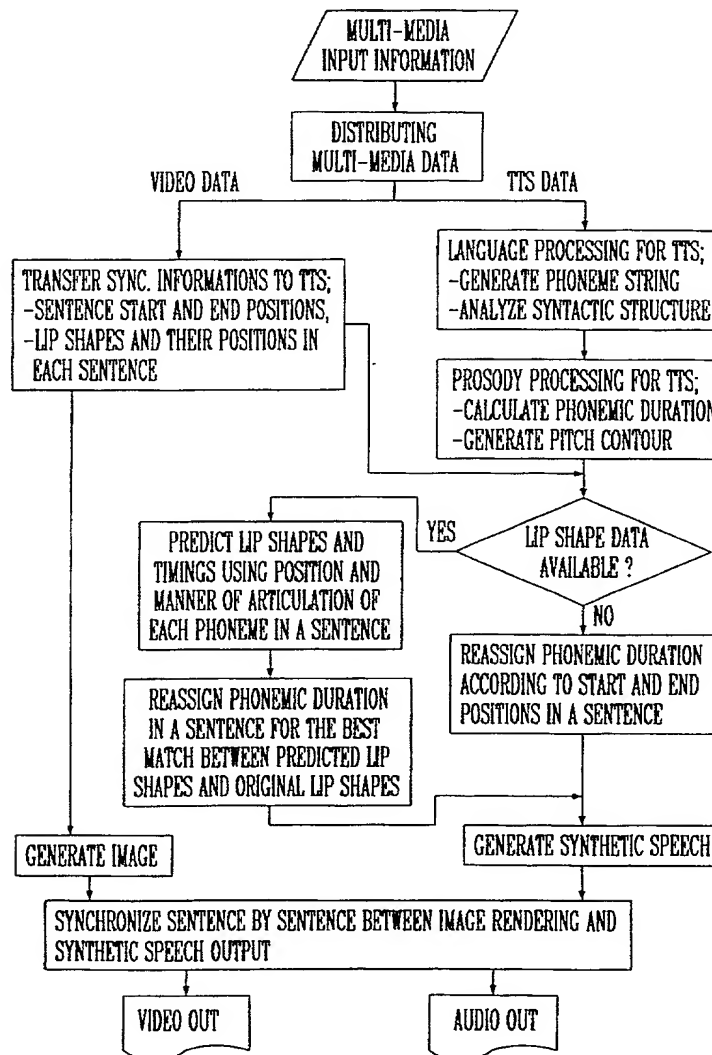 MULTI-MEDIA
INPUT INFORMATION
DISTRIBUTING
MULTI-MEDIA DATA
VIDEO DATA
TTS DATA
TRANSFER SYNC. INFORMATIONS TO TTS;
-SENTENCE START AND END POSITIONS,
-LIP SHAPES AND THEIR POSITIONS IN
EACH SENTENCE
LANGUAGE PROCESSING FOR TTS;
-GENERATE PHONEME STRING
-ANALYZE SYNTACTIC STRUCTURE
PROSODY PROCESSING FOR TTS;
-CALCULATE PHONEMIC DURATION
-GENERATE PITCH CONTOUR
LIP SHAPE DATA
AVAILABLE ?
YES
NO
PREDICT LIP SHAPES AND
TIMINGS USING POSITION AND
MANNER OF ARTICULATION OF
EACH PHONEME IN A SENTENCE
REASSIGN PHONEMIC DURATION
IN A SENTENCE FOR THE BEST
MATCH BETWEEN PREDICTED LIP
SHAPES AND ORIGINAL LIP SHAPES
REASSIGN PHONEMIC DURATION
ACCORDING TO START AND END
POSITIONS IN A SENTENCE
GENERATE IMAGE
GENERATE SYNTHETIC SPEECH
SYNCHRONIZE SENTENCE BY SENTENCE BETWEEN IMAGE RENDERING AND
SYNTHETIC SPEECH OUTPUT
VIDEO OUT
AUDIO OUT